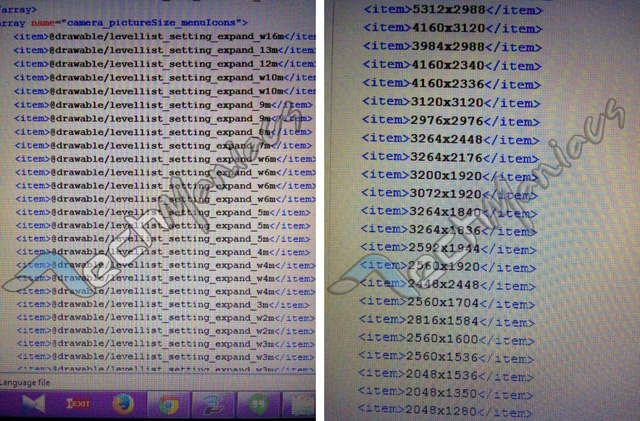 /array>
array name="camera_pictureSize_menuIcons">
<item>@drawable/levellist_setting_expand_w16m</item
<item>@drawable/levellist_setting_expand_13m</item>
<item>@drawable/levellist_setting_expand_12m</item>
<item>@drawable/levellist_setting_expand_w10m</item
<item>@drawable/levellist_setting_expand_w10m</item
<item>@drawable/levellist_setting_expand_9m</item>
<item>@drawable/levellist_setting_expand_9m</item>
<item>@drawable/levellist_setting_expand_8m</item>
<item>@drawable/levellist_setting_expand_7m</item>
<item>@drawable/levellist_setting_expand_w6m</item>
<item>@drawable/levellist_setting_expand_w6m</item>
<item>@drawable/levellist_setting_expand_w6m</item>
<item>@drawable/levellist_setting_expand_w6m</item>
<item>@drawable/levellist_setting_expand_5m</item>
<item>@drawable/levellist_setting_expand_5m</item>
<item>@drawable/levellist_setting_expand_5m</item>
<item>@drawable/levellist_setting_expand_4m</item>
<item>@drawable/levellist_setting_expand_w4m</item>
<item>@drawable/levellist_setting_expand_w4m</item>
<item>@drawable/levellist_setting_expand_w4m</item>
<item>@drawable/levellist_setting_expand_3m</item>
<item>@drawable/levellist_setting_expand_w2m</item>
<item>@drawable/levellist_setting_expand_w3m</item>
<item>@drawable/levellist_setting_expand_w3m</item>
Language file
EXIT
TechManiacs
<item>5312x2988</item>
<item>4160x3120</item>
<item>3984x2988</item>
<item>4160x2340</item>
<item>4160x2336</item>
<item>3120x3120</item>
<item>2976x2976</item>
<item>3264x2448</item>
<item>3264x2176</item>
<item>3200x1920</item>
<item>3072x1920</item>
<item>3264x1840</item>
<item>3264x1836</item>
<item>2592x1944</item>
<item>2560x1920</item>
<item>2448x2448</item>
<item>2560x1704</item>
<item>2816x1584</item>
<item>2560x1600</item>
<item>2560x1536</item>
<item>2048x1536</item>
<item>2048x1350</item>
<item>2048x1280</item>
TechManiacs